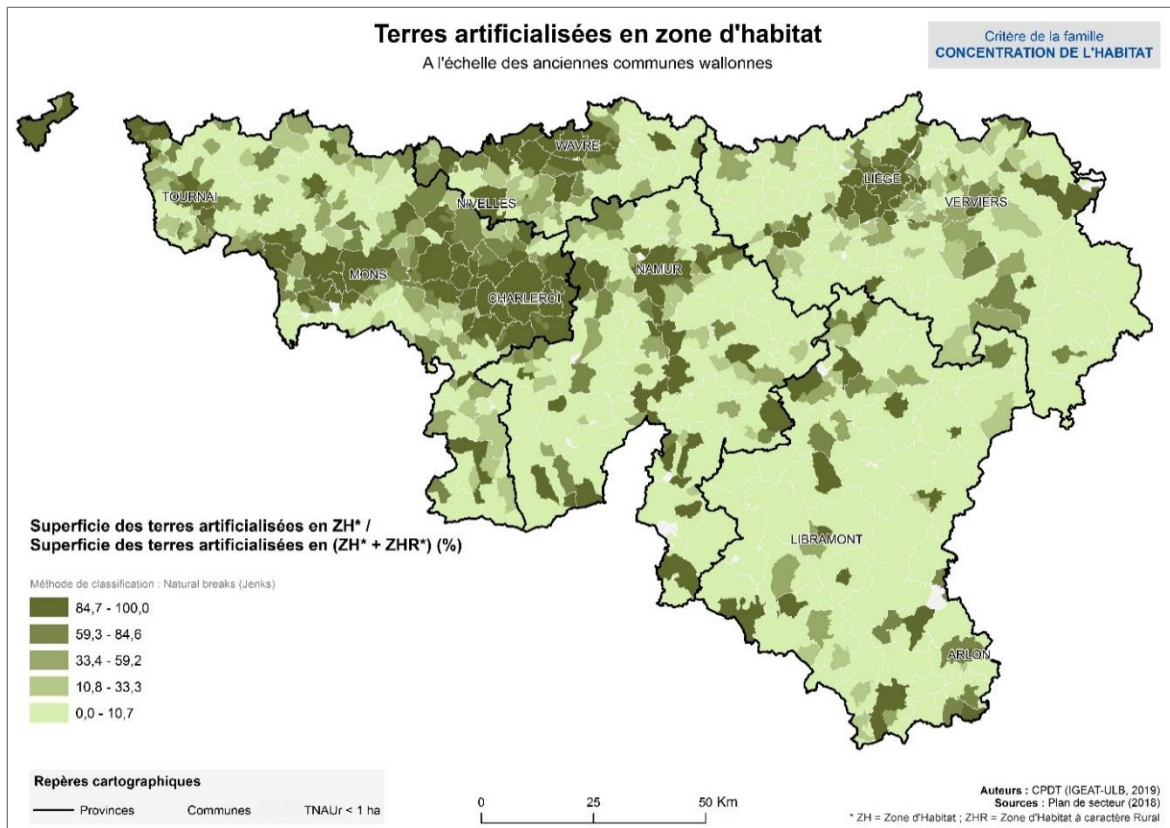 Terres artificialisées en zone d'habitat
A l'échelle des anciennes communes wallonnes
Critère de la famille
CONCENTRATION DE L'HABITAT
WAVRE
TOURNAI
NIVELLES
LIÈGE
VERVIERS
MONS
NAMUR
CHARLEROI
LIBRAMONT
ARLON
Superficie des terres artificialisées en ZH* /
Superficie des terres artificialisées en (ZH* + ZHR*) (%)
Méthode de classification : Natural breaks (Jenks)
84,7 - 100,0
59,3 - 84,6
33,4 - 59,2
10,8 - 33,3
0,0 - 10,7
Repères cartographiques
Provinces Communes TNAUr < 1 ha
0 25 50 Km
Auteurs : CPDT (IGEAT-ULB, 2019)
Sources : Plan de secteur (2018)
* ZH = Zone d'Habitat ; ZHR = Zone d'Habitat à caractère Rural